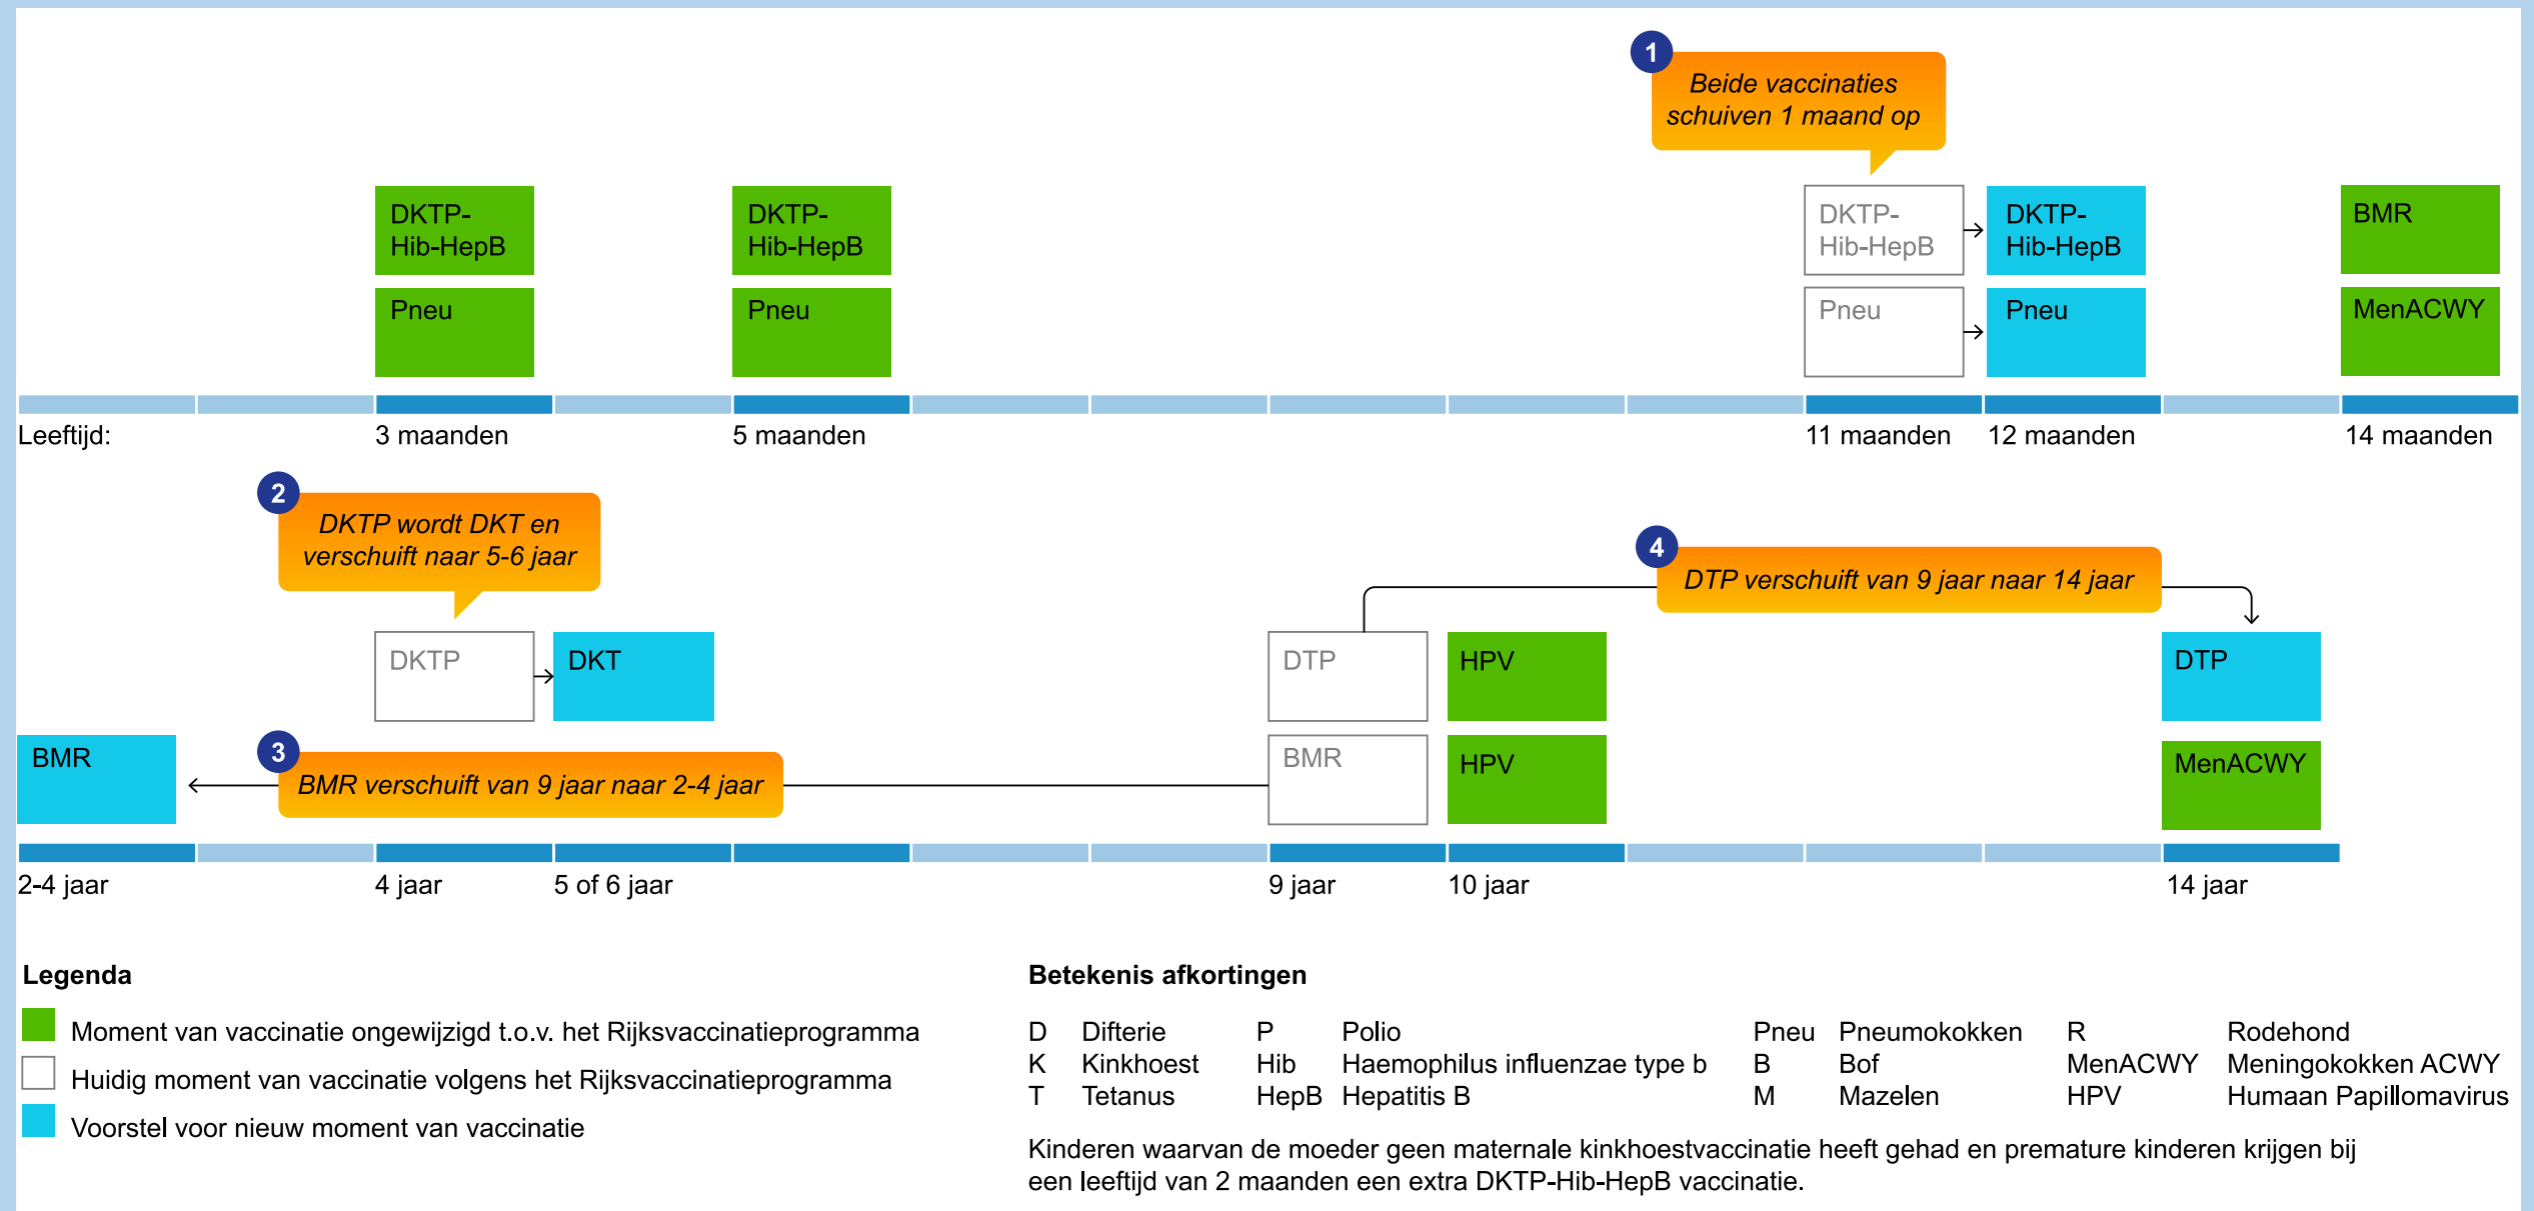 1
Beide vaccinaties
schuiven 1 maand op
DKTP-
Hib-HepB
Pneu
DKTP-
Hib-HepB
Pneu
DKTP-
Hib-HepB
Pneu
DKTP-
Hib-HepB
Pneu
BMR
MenACWY
Leeftijd:
3 maanden
5 maanden
11 maanden
12 maanden
14 maanden
2
DKTP wordt DKT en
verschuift naar 5-6 jaar
4
DTP verschuift van 9 jaar naar 14 jaar
DKTP
DKT
DTP
HPV
DTP
BMR
3
BMR verschuift van 9 jaar naar 2-4 jaar
BMR
HPV
MenACWY
2-4 jaar
4 jaar
5 of 6 jaar
9 jaar
10 jaar
14 jaar
Legenda
Moment van vaccinatie ongewijzigd t.o.v. het Rijksvaccinatieprogramma
Huidig moment van vaccinatie volgens het Rijksvaccinatieprogramma
Voorstel voor nieuw moment van vaccinatie
Betekenis afkortingen
D Difterie P Polio Pneu Pneumokokken R Rodehond
K Kinkhoest Hib Haemophilus influenzae type b B Bof MenACWY Meningokokken ACWY
T Tetanus HepB Hepatitis B M Mazelen HPV Humaan Papillomavirus
Kinderen waarvan de moeder geen maternale kinkhoestvaccinatie heeft gehad en premature kinderen krijgen bij
een leeftijd van 2 maanden een extra DKTP-Hib-HepB vaccinatie.